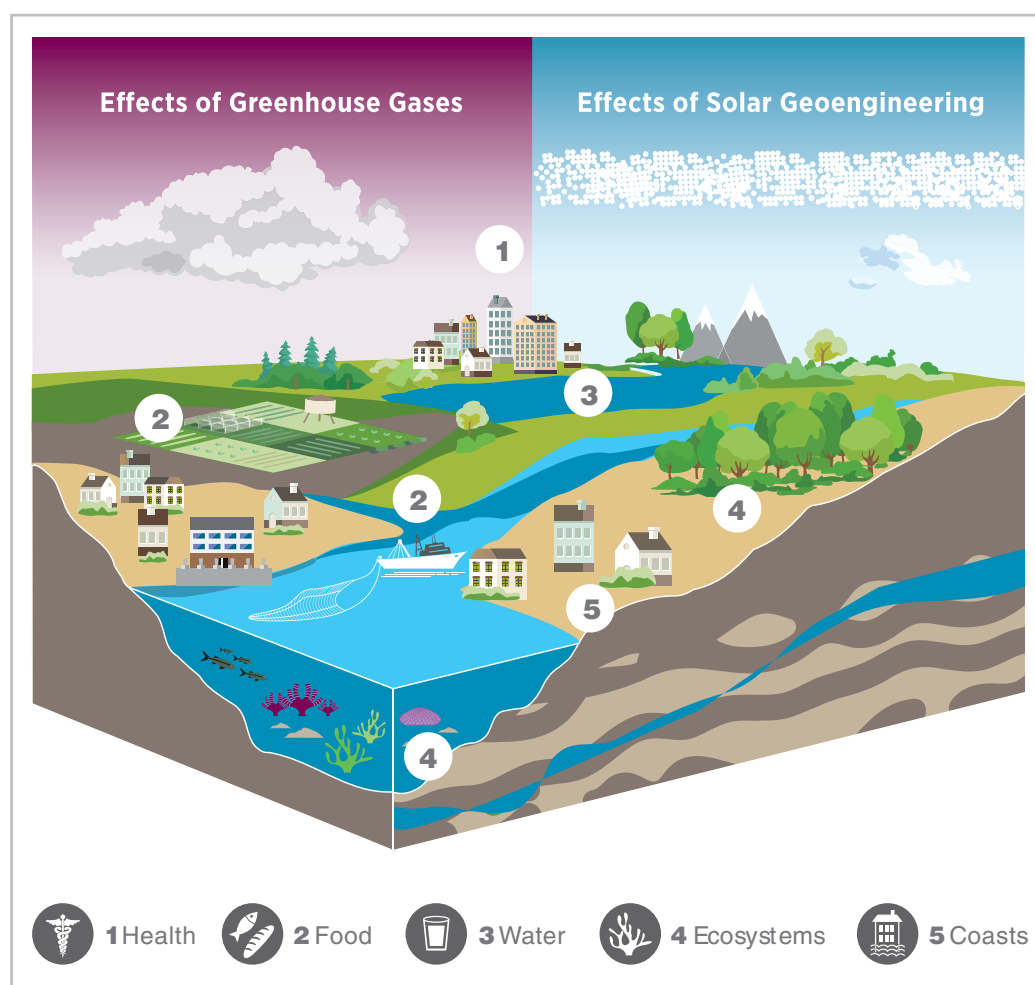 Effects of Greenhouse Gases
Effects of Solar Geoengineering
1
3
2
2
4
5
4
1 Health
2 Food
3 Water
4 Ecosystems
5 Coasts